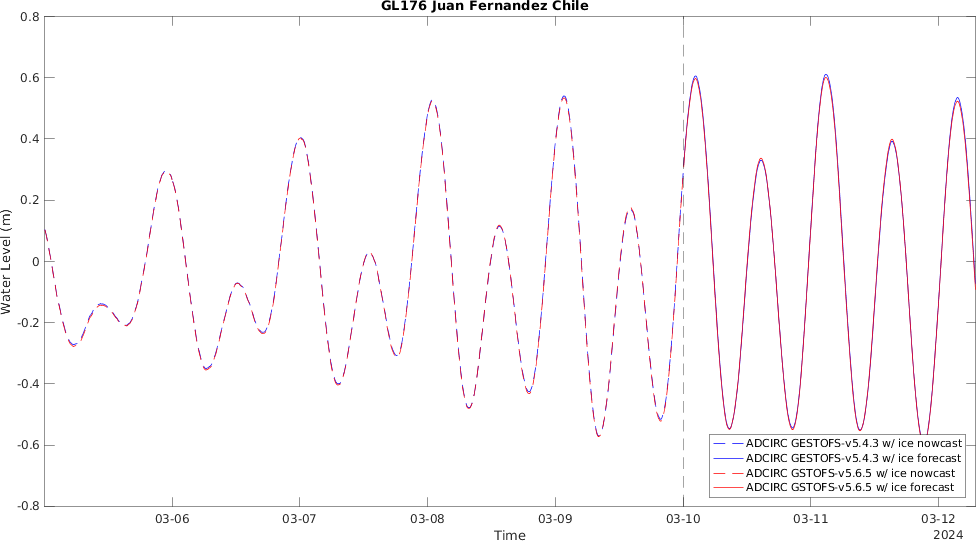 GL176 Juan Fernandez Chile
0.8
0.6
0.4
0.2
0
-0.2
-0.4
-0.6
-0.8
Water Level (m)
ADCIRC GESTOFS-v5.4.3 w/ ice nowcast
ADCIRC GESTOFS-v5.4.3 w/ ice forecast
ADCIRC GSTOFS-v5.6.5 w/ ice nowcast
ADCIRC GSTOFS-v5.6.5 w/ ice forecast
03-06 03-07 03-08 03-09 03-10 03-11 03-12
Time
2024